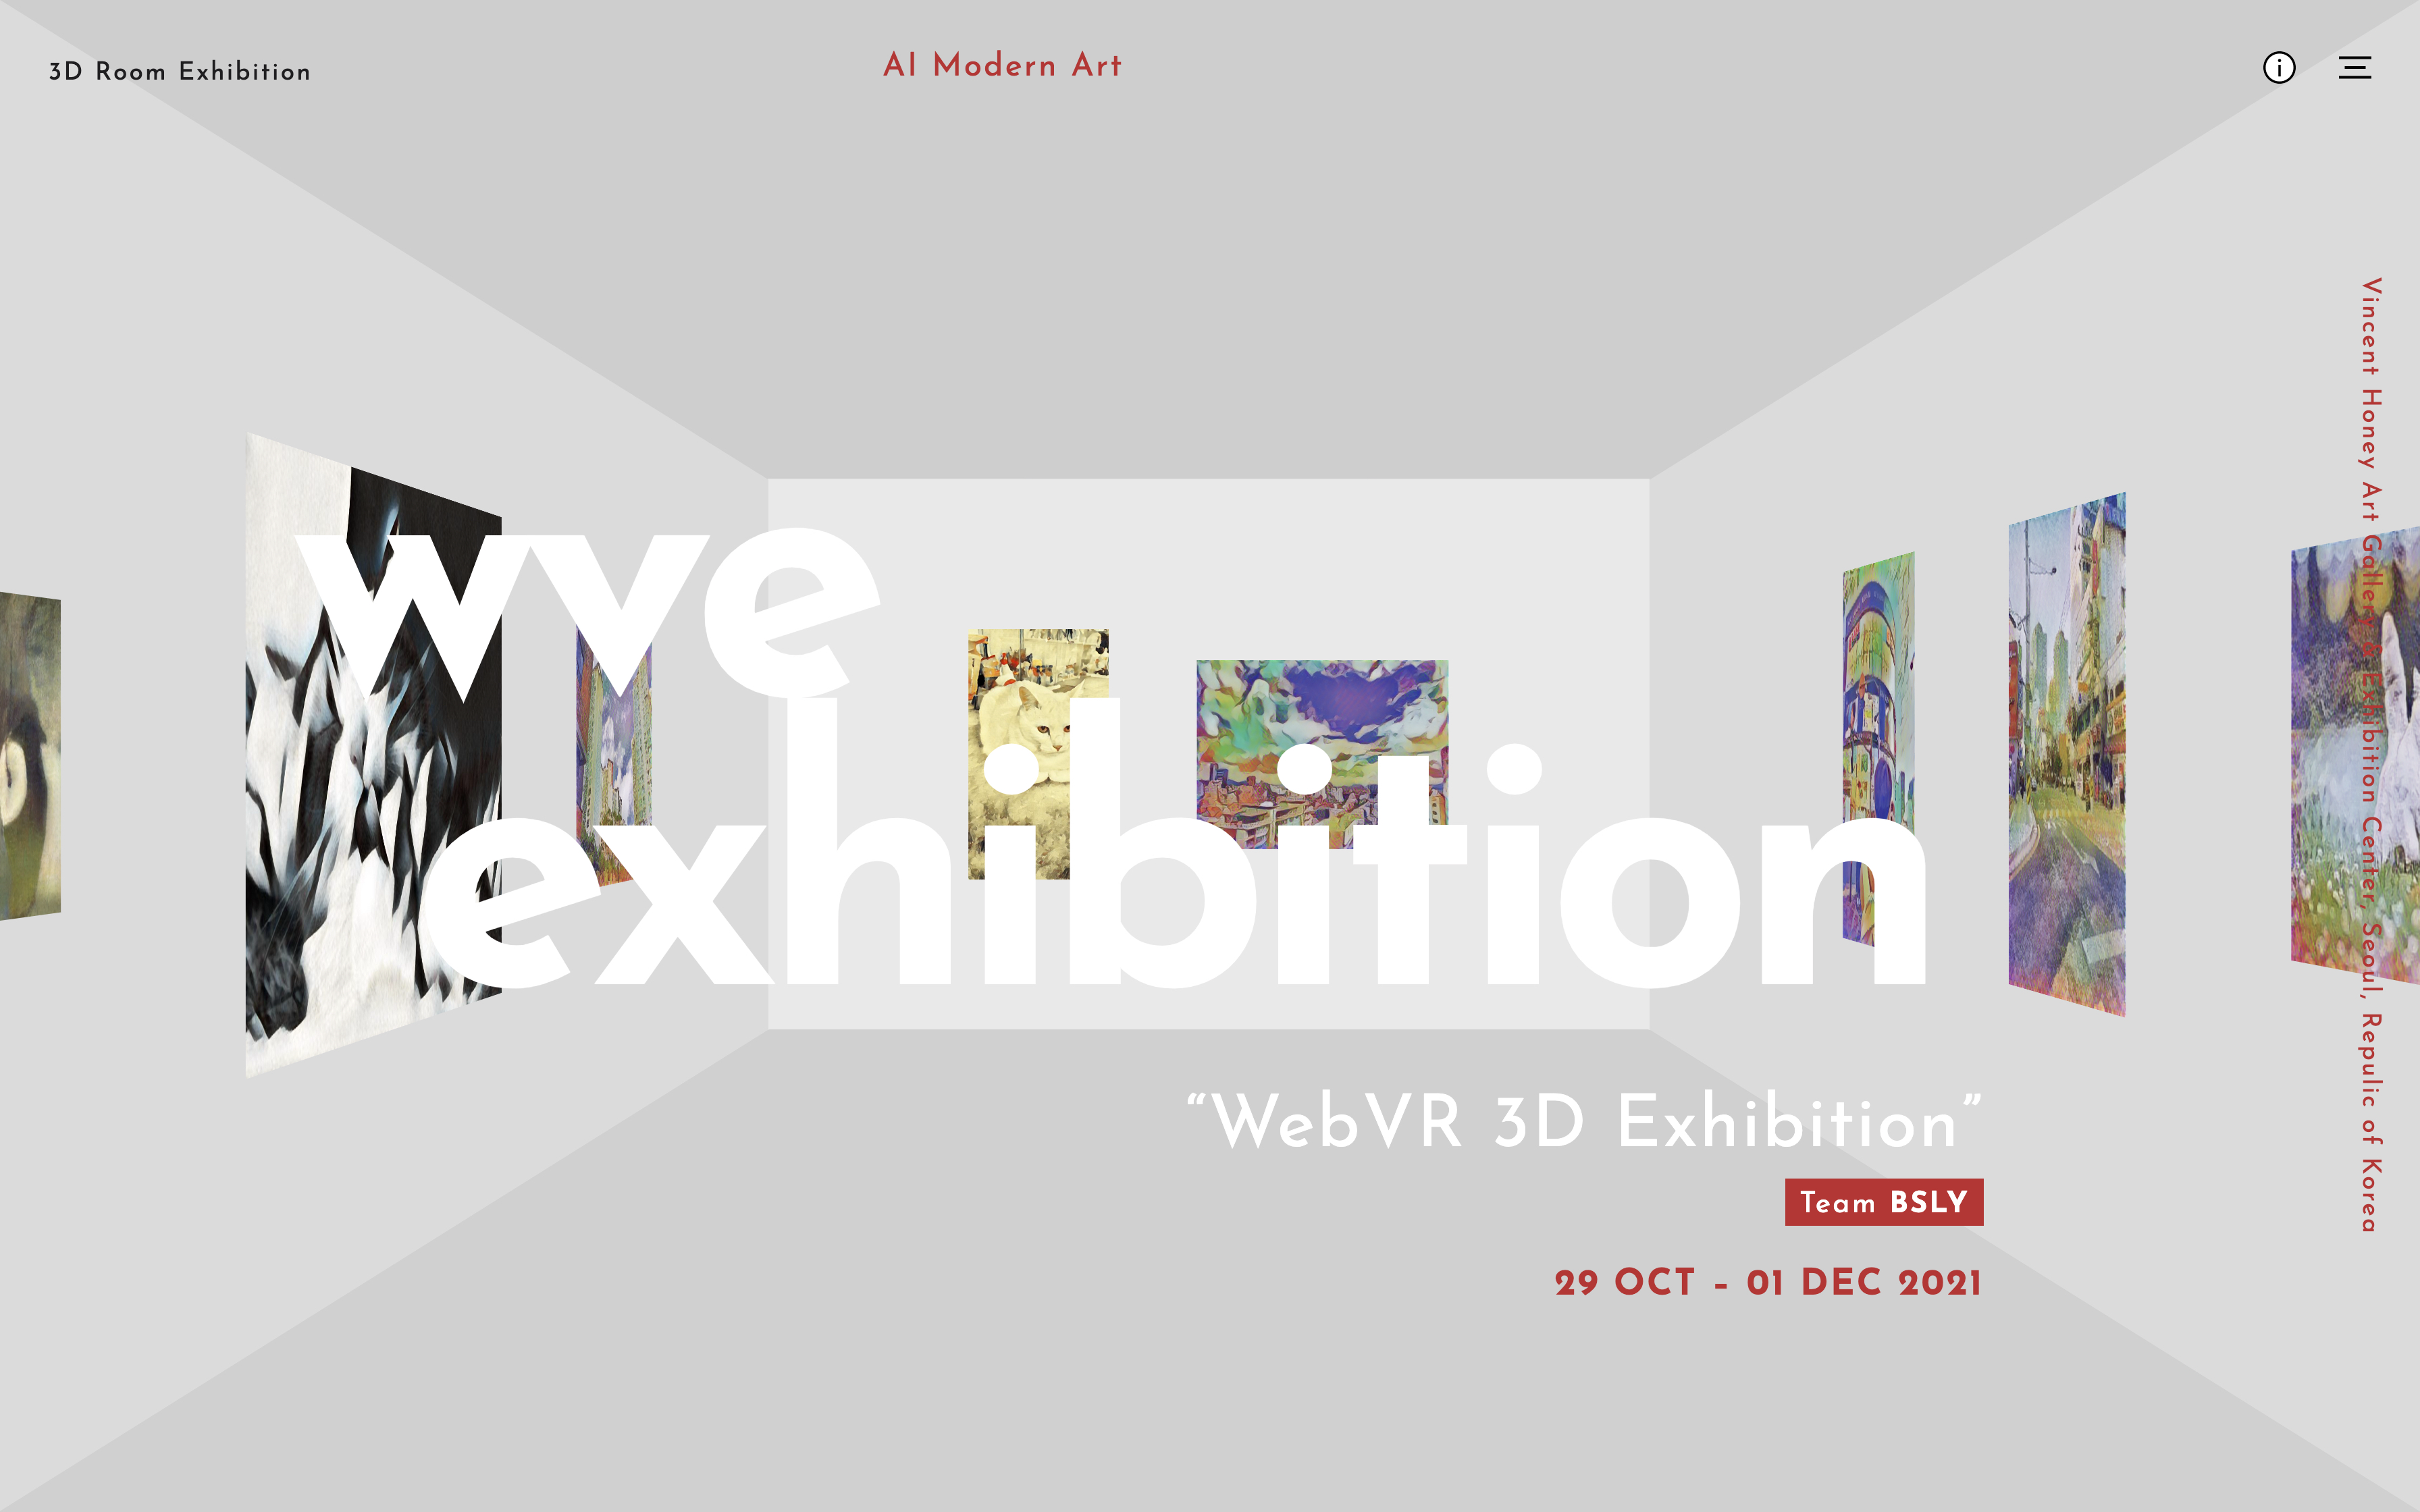 3D Room Exhibition
AI Modern Art
wve
exhibition
“WebVR 3D Exhibition”
Team BSLY
29 OCT – 01 DEC 2021
Vincent Honey Art Gallery & Exhibition Center, Seoul, Repulic of Korea